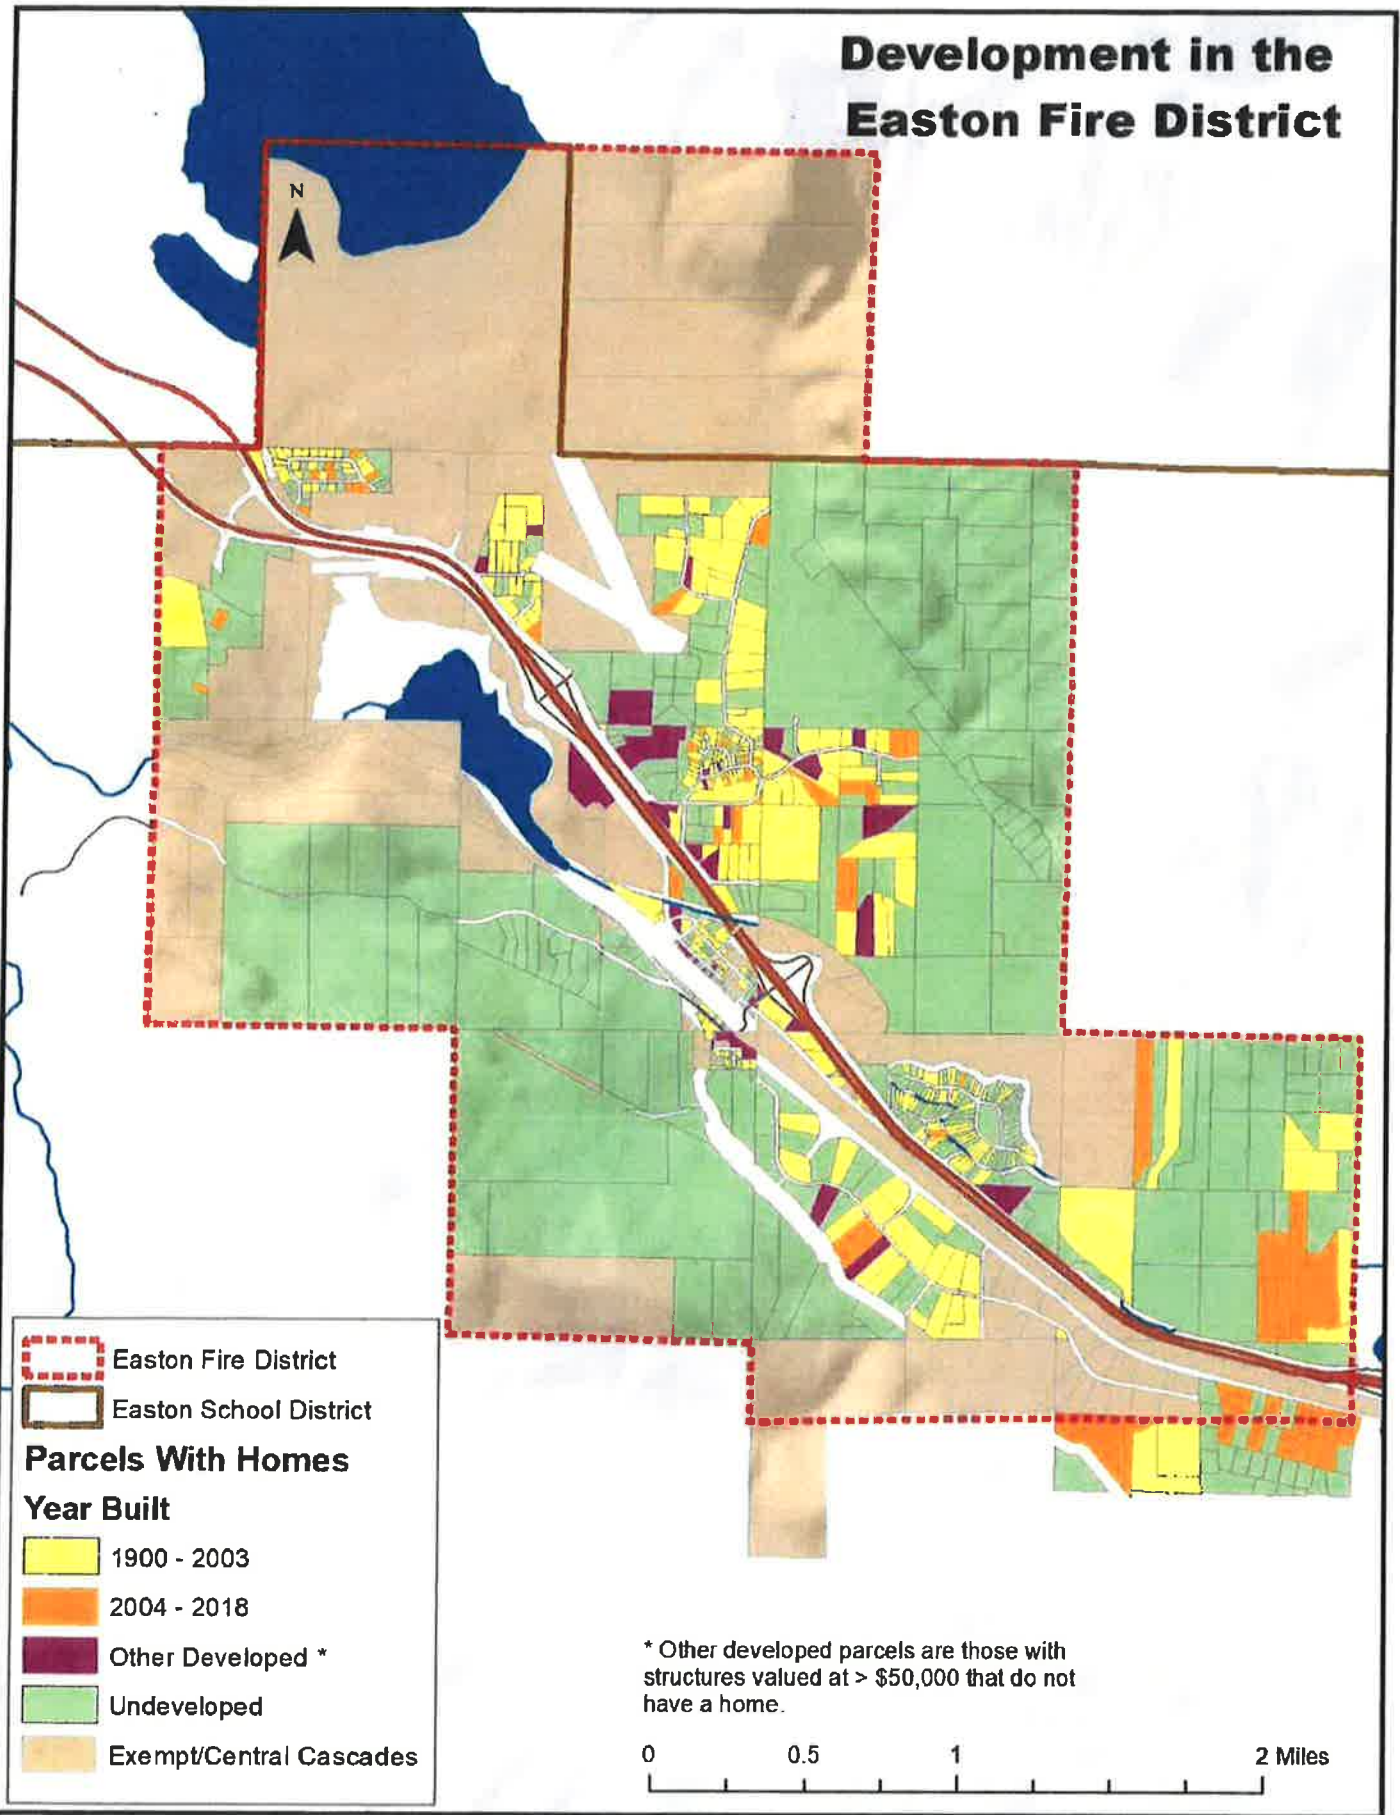 Development in the
Easton Fire District
N
Easton Fire District
Easton School District
Parcels With Homes
Year Built
1900 - 2003
2004 - 2018
Other Developed *
Undeveloped
Exempt/Central Cascades
* Other developed parcels are those with
structures valued at > $50,000 that do not
have a home.
0 0.5 1 2 Miles